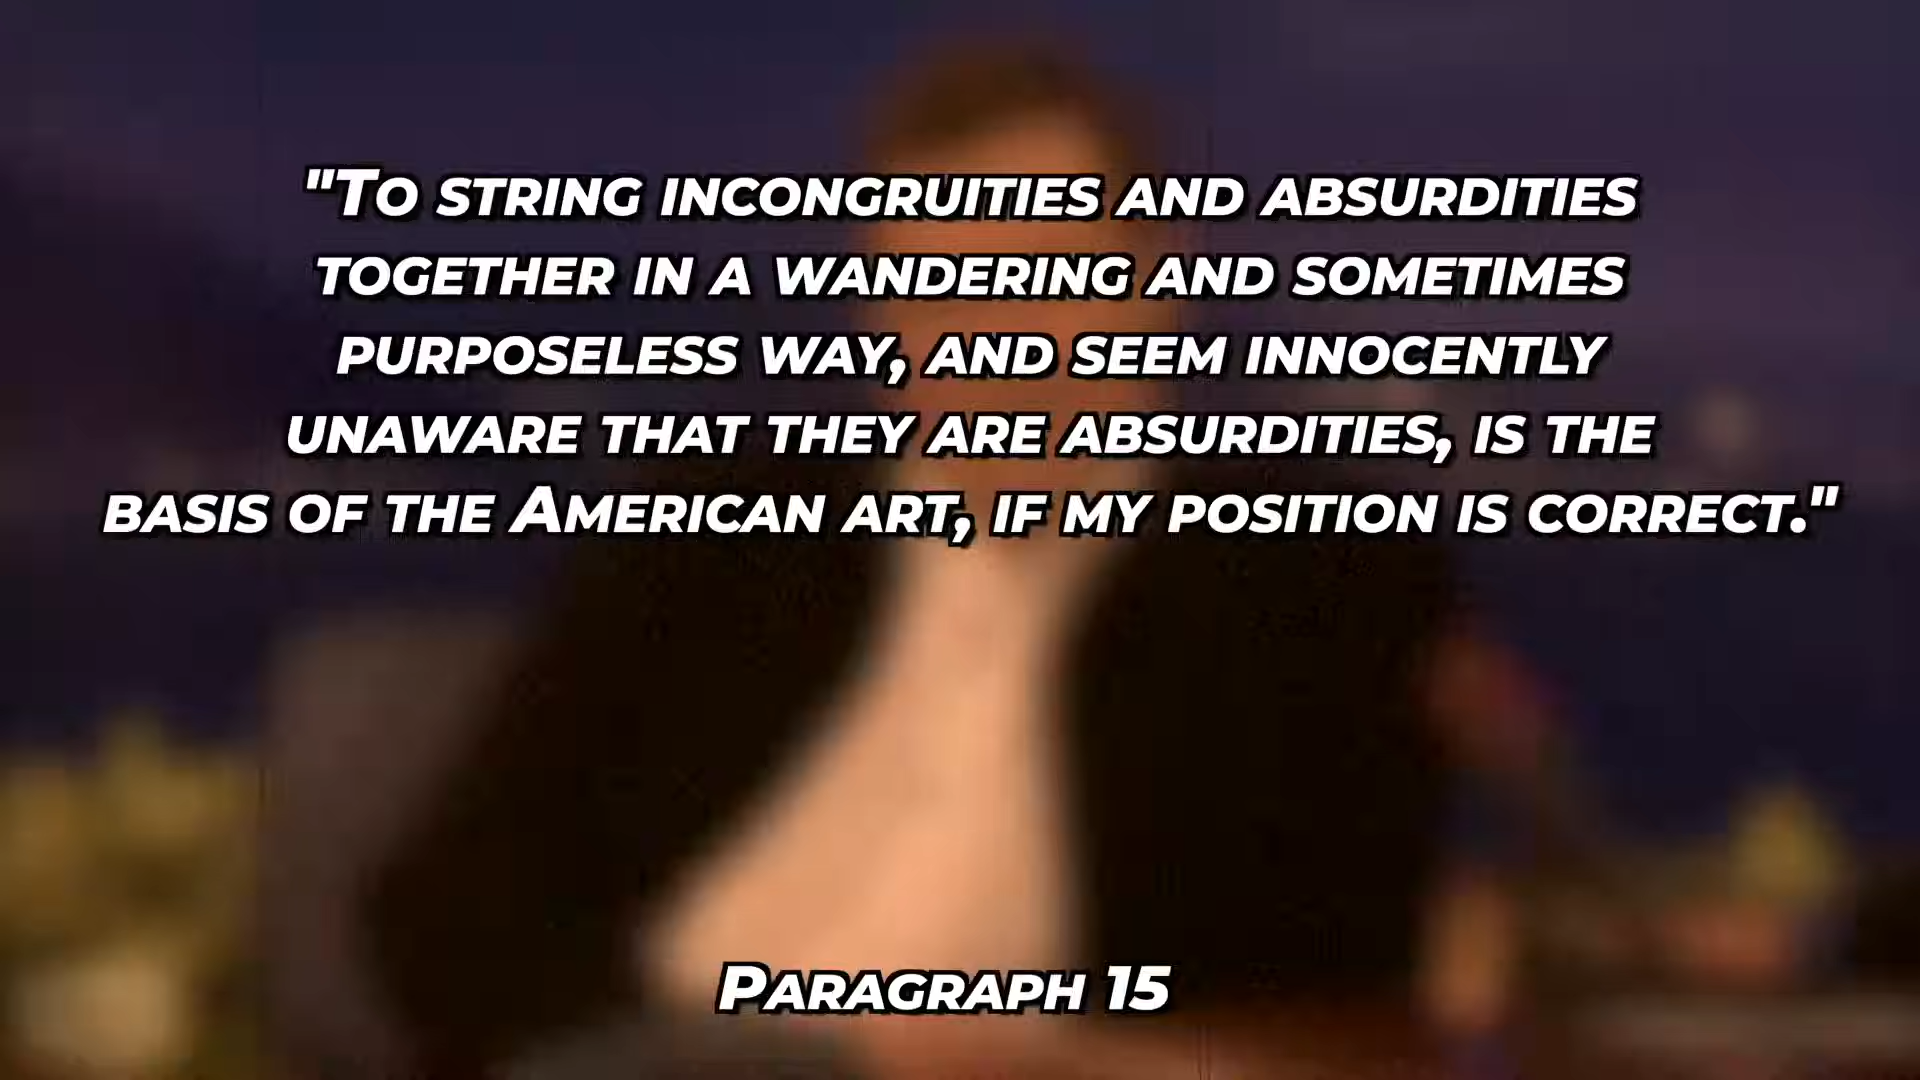 "To string incongruities and absurdities
together in a wandering and sometimes
purposeless way, and seem innocently
unaware that they are absurdities, is the
basis of the American art, if my position is correct."
Paragraph 15